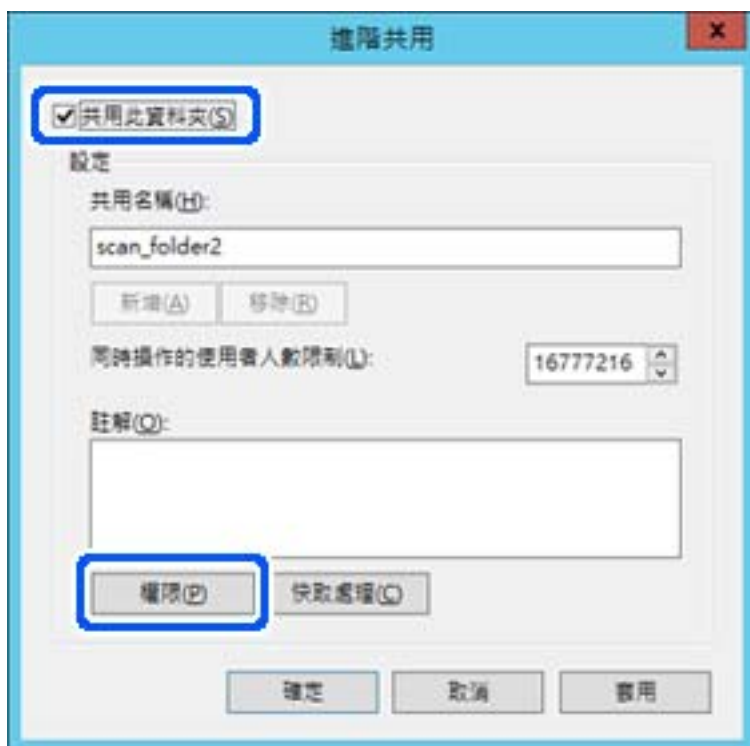 進階共用
共用此資料夾(S)
設定
共用名稱(H):
scan_folder2
新增(A) 移除(R)
同時操作的使用者人數限制(L): 16777216
註解(O):
權限(P) 快取處理(C)
確定 取消 套用